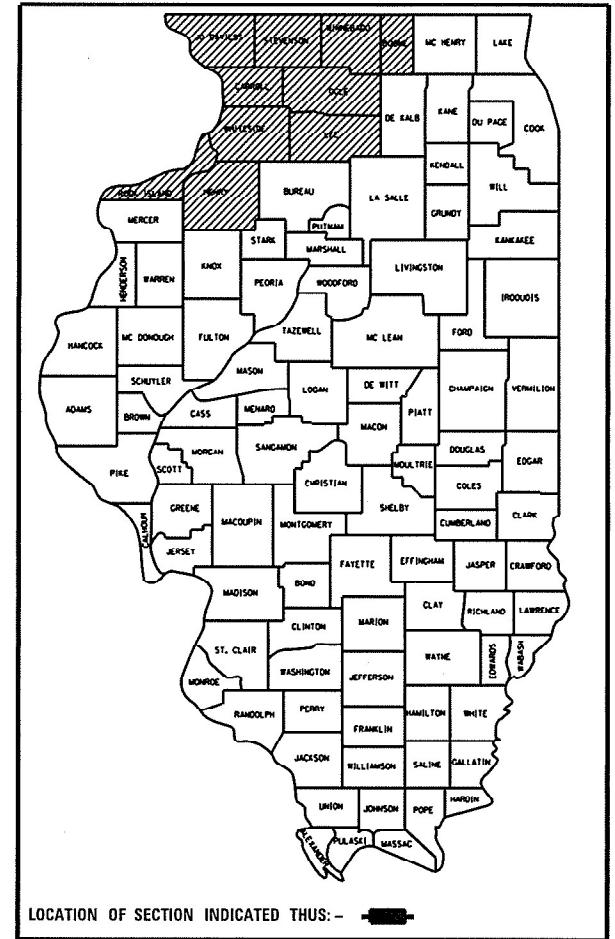 JO DAVIESS STEVENSON WINNEBAGO BOONE MC HENRY LAKE
CARROLL OGLE DE KALB KANE DU PAGE COOK
WHITESIDE LEE KENDALL WILL
ROCK ISLAND HENRY BUREAU LA SALLE GRUNDY
MERCER PUTNAM KANKAKEE
HENDERSON WARREN KNOX STARK MARSHALL LIVINGSTON
PEORIA WOODFORD IROQUOIS
HANCOCK MC DONOUGH FULTON TAZEWELL MC LEAN FORD
SCHUYLER MASON LOGAN DE WITT CHAMPAIGN VERMILION
ADAMS BROWN CASS MENARD MACON PIATT
PIKE SCOTT MORGAN SANGAMON MOULTRIE DOUGLAS EDGAR
CHRISTIAN COLES
CALHOUN GREENE MACOUPIN MONTGOMERY SHELBY CUMBERLAND CLARK
JERSEY FAYETTE EFFINGHAM JASPER CRAWFORD
MADISON BOND CLAY RICHLAND LAWRENCE
CLINTON MARION
ST. CLAIR WASHINGTON JEFFERSON WAYNE EDWARDS WABASH
MONROE
RANDOLPH PERRY FRANKLIN HAMILTON WHITE
JACKSON WILLIAMSON SALINE GALLATIN
UNION JOHNSON POPE HARDIN
ALEXANDER PULASKI MASSAC
LOCATION OF SECTION INDICATED THUS: -